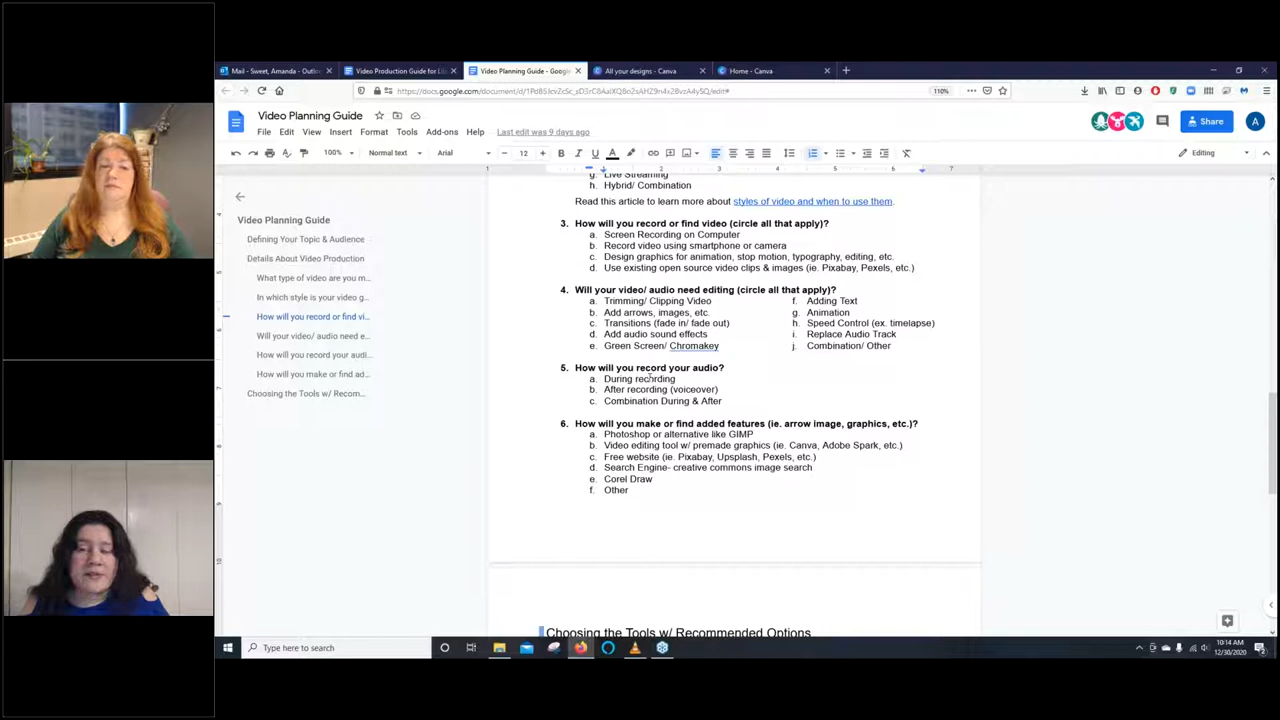 Mail - Sweet, Amanda - Outlo
Video Production Guide for Li
Video Planning Guide - Google
All your designs - Canva
Home - Canva
110%
Video Planning Guide
File Edit View Insert Format Tools Add-ons Help Last edit was 9 days ago
Share
A
100% Normal text Arial 12 Editing
1 2 3 4 5 6 7
Video Planning Guide
Defining Your Topic & Audience
Details About Video Production
What type of video are you m...
In which style is your video g...
How will you record or find vi...
Will your video/ audio need e...
How will you record your audi...
How will you make or find ad...
Choosing the Tools w/ Recom...
g. Live Streaming
h. Hybrid/ Combination
Read this article to learn more about styles of video and when to use them.
3. How will you record or find video (circle all that apply)?
a. Screen Recording on Computer
b. Record video using smartphone or camera
c. Design graphics for animation, stop motion, typography, editing, etc.
d. Use existing open source video clips & images (ie. Pixabay, Pexels, etc.)
4. Will your video/ audio need editing (circle all that apply)?
a. Trimming/ Clipping Video
b. Add arrows, images, etc.
c. Transitions (fade in/ fade out)
d. Add audio sound effects
e. Green Screen/ Chromakey
f. Adding Text
g. Animation
h. Speed Control (ex. timelapse)
i. Replace Audio Track
j. Combination/ Other
5. How will you record your audio?
a. During recording
b. After recording (voiceover)
c. Combination During & After
6. How will you make or find added features (ie. arrow image, graphics, etc.)?
a. Photoshop or alternative like GIMP
b. Video editing tool w/ premade graphics (ie. Canva, Adobe Spark, etc.)
c. Free website (ie. Pixabay, Upsplash, Pexels, etc.)
d. Search Engine- creative commons image search
e. Corel Draw
f. Other
Choosing the Tools w/ Recommended Options
Type here to search
10:14 AM
12/30/2020